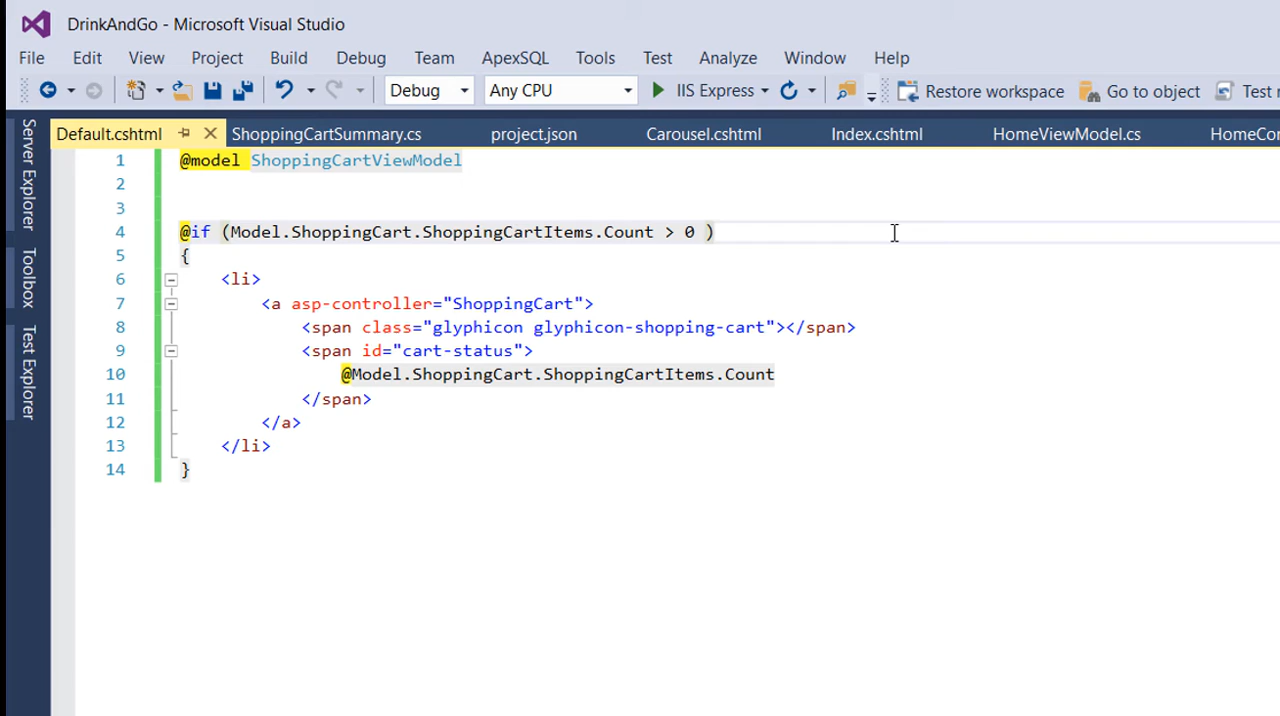 DrinkAndGo - Microsoft Visual Studio
File Edit View Project Build Debug Team ApexSQL Tools Test Analyze Window Help
Debug Any CPU IIS Express Restore workspace Go to object Test r
Default.cshtml ShoppingCartSummary.cs project.json Carousel.cshtml Index.cshtml HomeViewModel.cs HomeCon
Server Explorer
Toolbox
Test Explorer
1 @model ShoppingCartViewModel
2
3
4 @if (Model.ShoppingCart.ShoppingCartItems.Count > 0 )
5 {
6 <li>
7 <a asp-controller="ShoppingCart">
8 <span class="glyphicon glyphicon-shopping-cart"></span>
9 <span id="cart-status">
10 @Model.ShoppingCart.ShoppingCartItems.Count
11 </span>
12 </a>
13 </li>
14 }